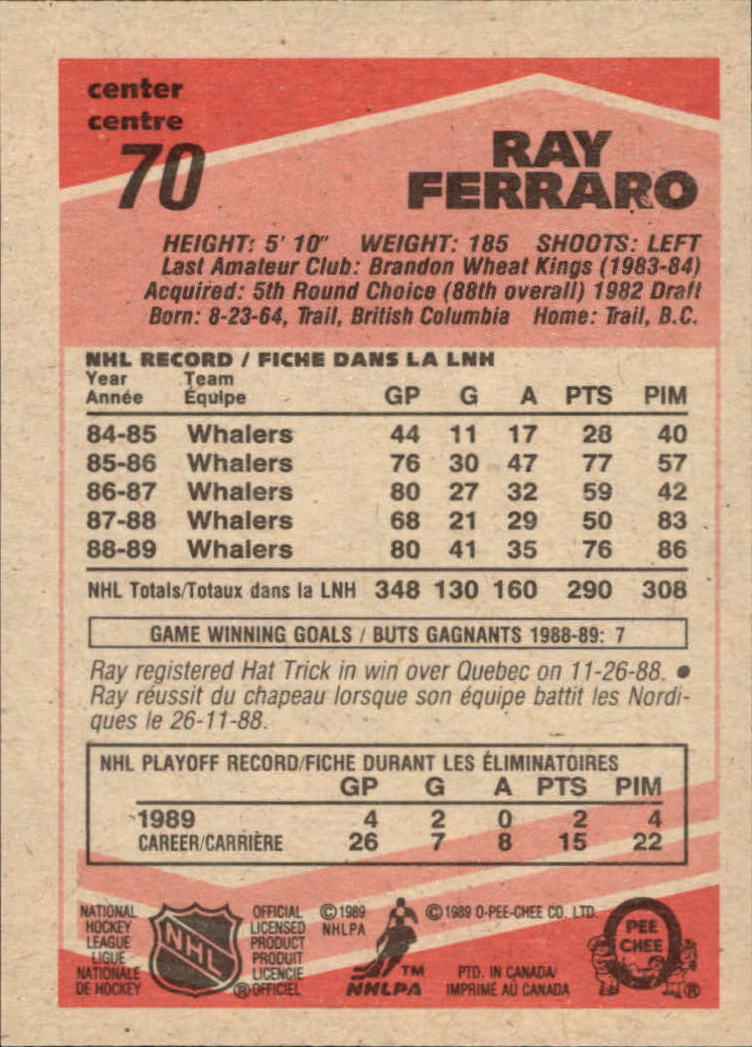 center
centre
70
RAY
FERRARO
HEIGHT: 5' 10" WEIGHT: 185 SHOOTS: LEFT
Last Amateur Club: Brandon Wheat Kings (1983-84)
Acquired: 5th Round Choice (88th overall) 1982 Draft
Born: 8-23-64, Trail, British Columbia Home: Trail, B.C.
NHL RECORD / FICHE DANS LA LNH
Year Team
Année Équipe GP G A PTS PIM
84-85 Whalers 44 11 17 28 40
85-86 Whalers 76 30 47 77 57
86-87 Whalers 80 27 32 59 42
87-88 Whalers 68 21 29 50 83
88-89 Whalers 80 41 35 76 86
NHL Totals/Totaux dans la LNH 348 130 160 290 308
GAME WINNING GOALS / BUTS GAGNANTS 1988-89: 7
Ray registered Hat Trick in win over Quebec on 11-26-88. ●
Ray réussit du chapeau lorsque son équipe battit les Nordi-
ques le 26-11-88.
NHL PLAYOFF RECORD/FICHE DURANT LES ÉLIMINATOIRES
GP G A PTS PIM
1989 4 2 0 2 4
CAREER/CARRIÈRE 26 7 8 15 22
NATIONAL
HOCKEY
LEAGUE
LIGUE
NATIONALE
DE HOCKEY
NHL
OFFICIAL
LICENSED
PRODUCT
PRODUIT
LICENCIE
® OFFICIEL
© 1989
NHLPA
TM
NHLPA
© 1989 O-PEE-CHEE CO. LTD.
PTD. IN CANADA/
IMPRIMÉ AU CANADA
O
PEE
CHEE
®